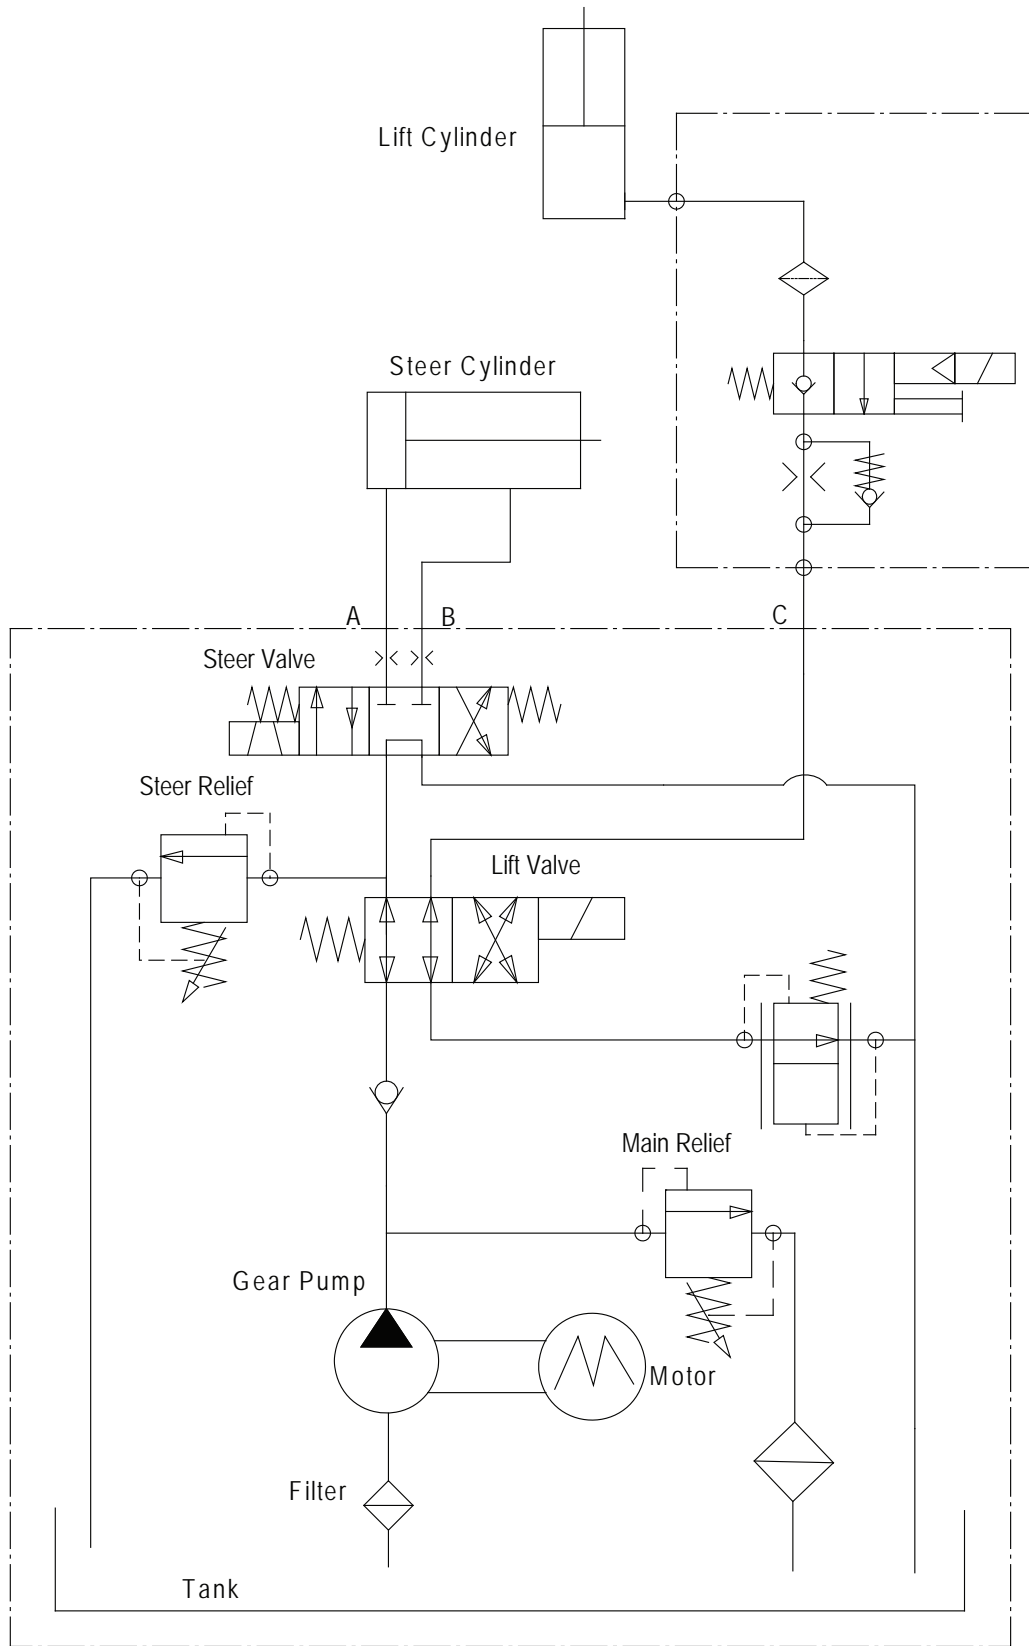 Lift Cylinder
Steer Cylinder
A
B
C
Steer Valve
Steer Relief
Lift Valve
Main Relief
Gear Pump
Motor
Filter
Tank